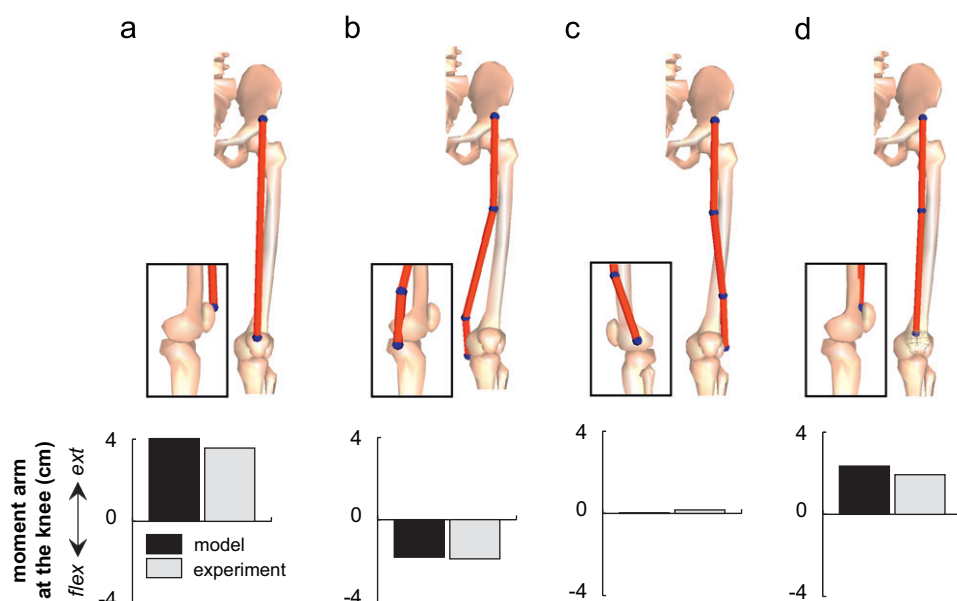 a
b
c
d
moment arm
at the knee (cm)
flex
ext
4
0
-4
model
experiment
4
0
-4
4
0
-4
4
0
-4